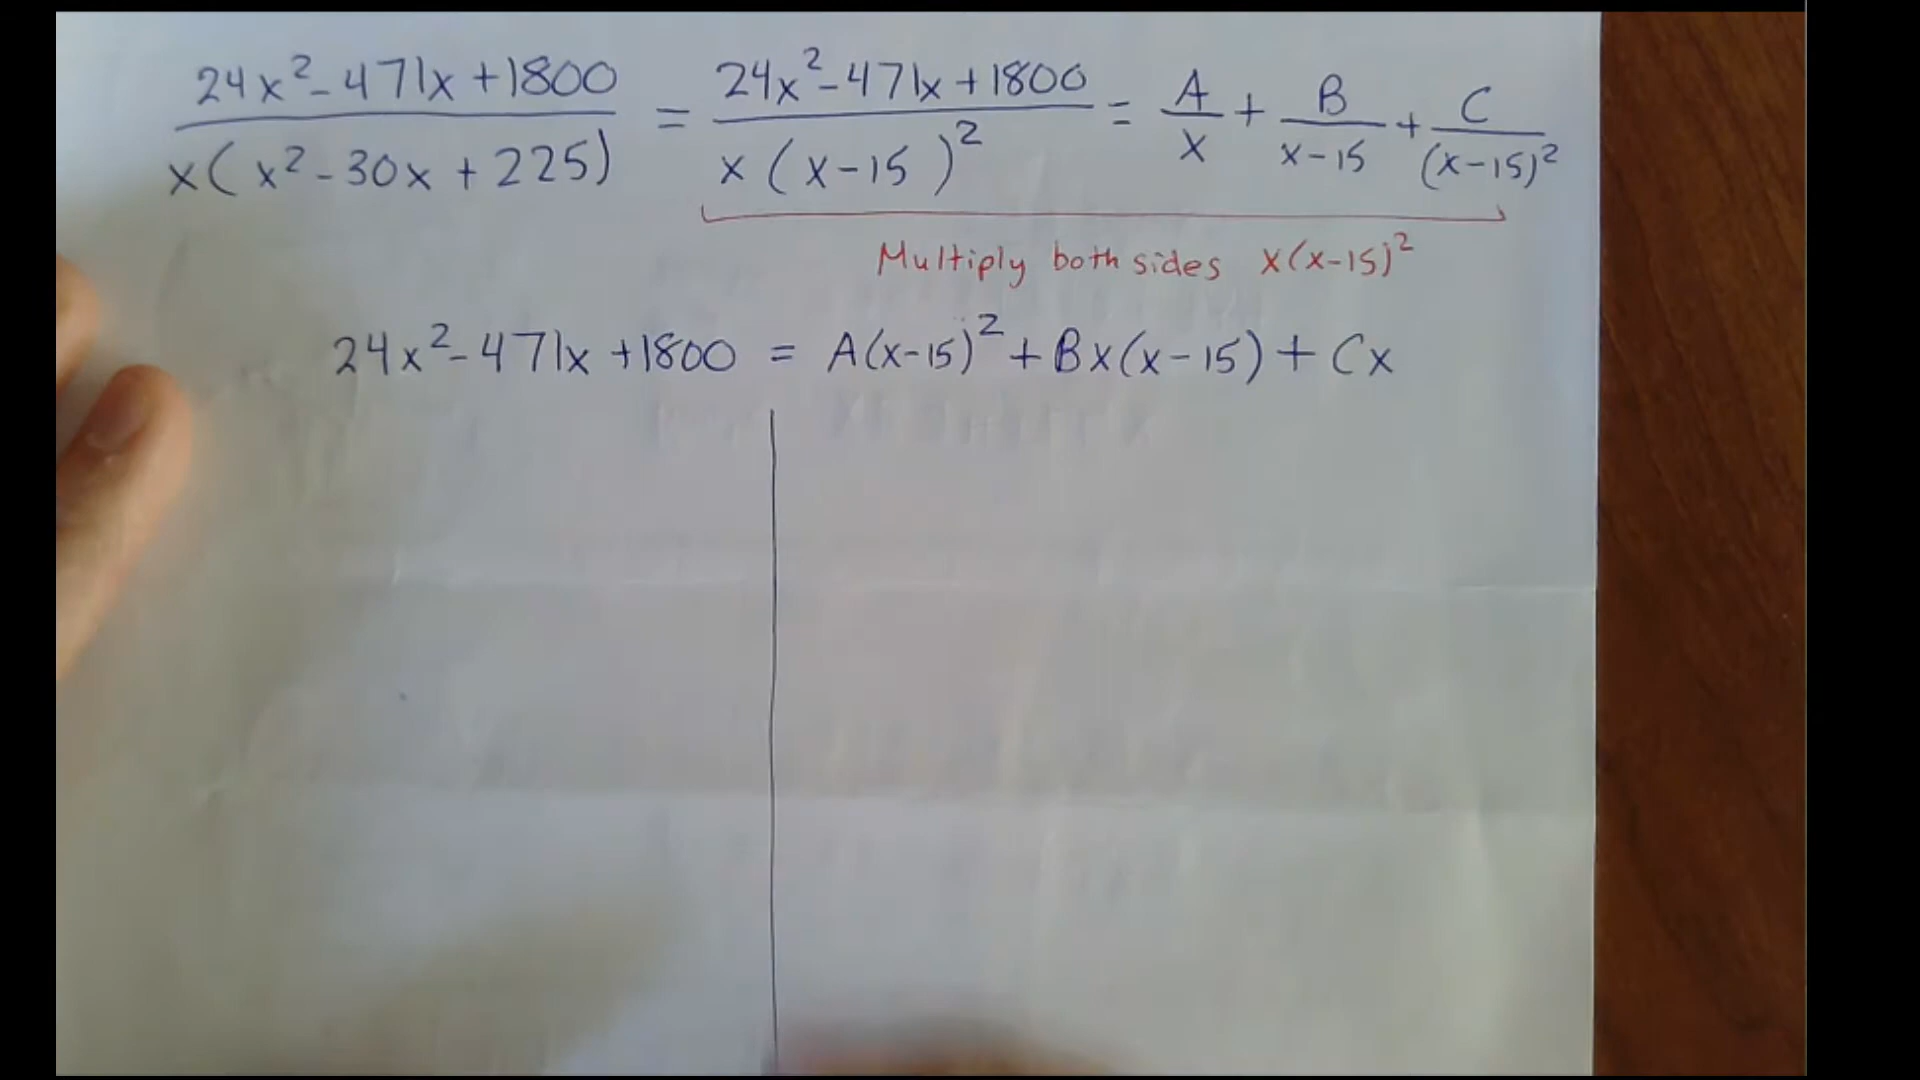 24x²-471x+1800 / x(x²-30x+225) = 24x²-471x+1800 / x(x-15)² = A/x + B/x-15 + C/(x-15)²
Multiply both sides x(x-15)²
24x²-471x+1800 = A(x-15)²+Bx(x-15)+Cx